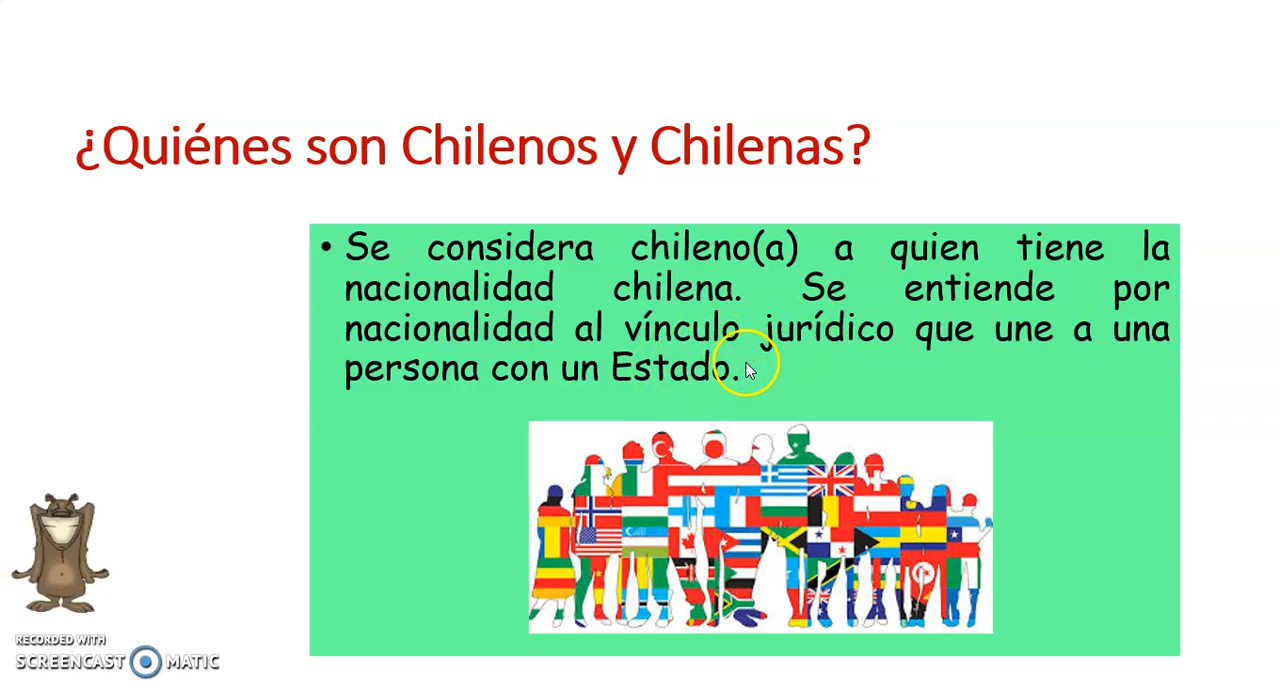 ¿Quiénes son Chilenos y Chilenas?
• Se considera chileno(a) a quien tiene la
nacionalidad chilena. Se entiende por
nacionalidad al vínculo jurídico que une a una
persona con un Estado.
RECORDED WITH
SCREENCAST MATIC